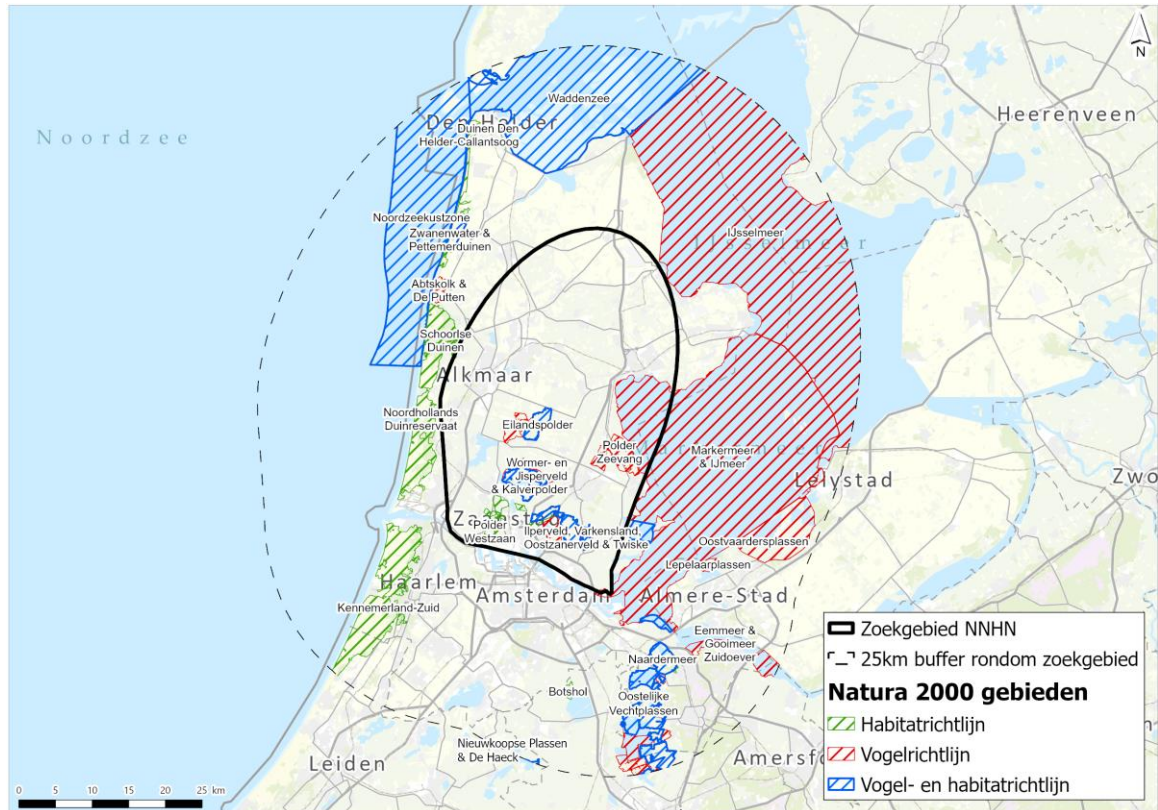 N
Noordzee
Waddenzee
Den Helder
Duinen Den
Helder-Callantsoog
Heerenveen
Noordzeekustzone
Zwanenwater &
Pettemerduinen
IJsselmeer
IJsselmeer
Abtskolk &
De Putten
Schoorlse
Duinen
Alkmaar
Noordhollands
Duinreservaat
Eilandspolder
Polder
Zeevang
Markermeer
Markermeer
& IJmeer
Wormer- en
Jisperveld
& Kalverpolder
Lelystad
Zwo
Zaanstad
Polder
Westzaan
Ilperveld, Varkensland,
Oostzanerveld & Twiske
Oostvaardersplassen
Lepelaarplassen
Haarlem
Amsterdam
Almere-Stad
Kennemerland-Zuid
Eemmeer &
Gooimeer
Zuidoever
Naardermeer
Botshol
Oostelijke
Vechtplassen
Nieuwkoopse Plassen
& De Haeck
Leiden
Amersfo
Zoekgebied NNHN
25km buffer rondom zoekgebied
Natura 2000 gebieden
Habitatrichtlijn
Vogelrichtlijn
Vogel- en habitatrichtlijn
0 5 10 15 20 25 km